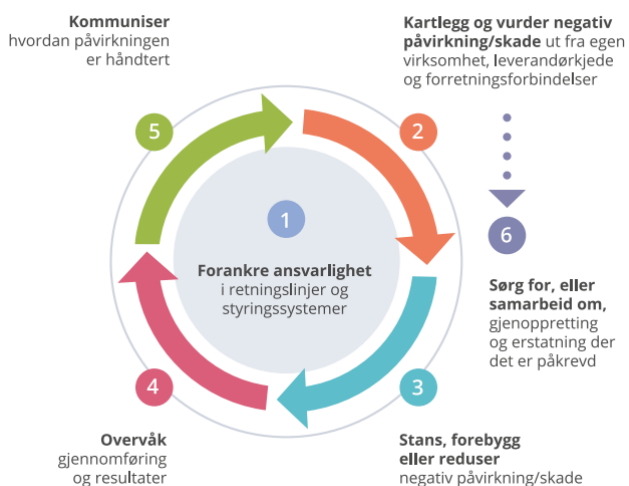 Kommuniser
hvordan påvirkningen
er håndtert
5
Kartlegg og vurder negativ
påvirkning/skade ut fra egen
virksomhet, leverandørkjede
og forretningsforbindelser
2
1
Forankre ansvarlighet
i retningslinjer og
styringssystemer
6
Sørg for, eller
samarbeid om,
gjenoppretting
og erstatning der
det er påkrevd
4
Overvåk
gjennomføring
og resultater
3
Stans, forebygg
eller reduser
negativ påvirkning/skade